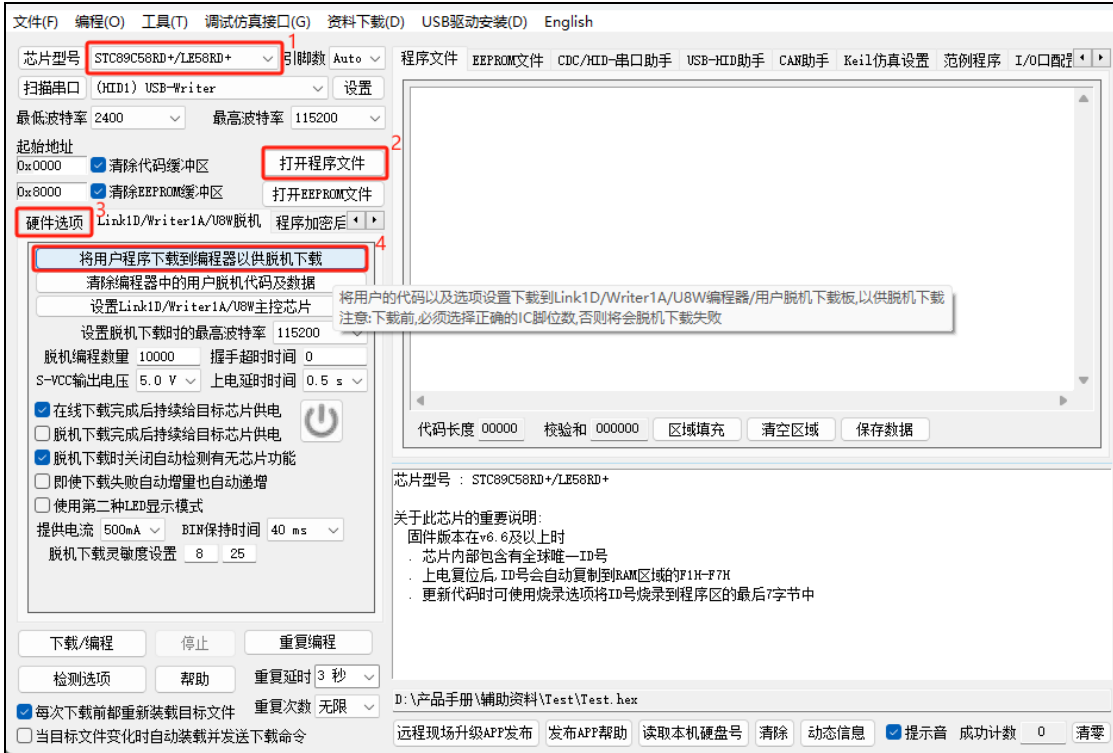 文件(F) 编程(O) 工具(T) 调试仿真接口(G) 资料下载(D) USB驱动安装(D) English
芯片型号 STC89C58RD+/LE58RD+ 引脚数 Auto
1
扫描串口 (HID1) USB-Writer 设置
最低波特率 2400 最高波特率 115200
起始地址
0x0000 清除代码缓冲区 打开程序文件
2
0x8000 清除EEPROM缓冲区 打开EEPROM文件
硬件选项 Link1D/Writer1A/U8W脱机 程序加密后
3
将用户程序下载到编程器以供脱机下载
4
清除编程器中的用户脱机代码及数据
设置Link1D/Writer1A/U8W主控芯片
设置脱机下载时的最高波特率 115200
脱机编程数量 10000 握手超时时间 0
S-VCC输出电压 5.0 V 上电延时时间 0.5 s
在线下载完成后持续给目标芯片供电
脱机下载完成后持续给目标芯片供电
脱机下载时关闭自动检测有无芯片功能
即使下载失败自动增量也自动递增
使用第二种LED显示模式
提供电流 500mA BIN保持时间 40 ms
脱机下载灵敏度设置 8 25
下载/编程 停止 重复编程
检测选项 帮助 重复延时 3 秒
每次下载前都重新装载目标文件 重复次数 无限
当目标文件变化时自动装载并发送下载命令
程序文件 EEPROM文件 CDC/HID-串口助手 USB-HID助手 CAN助手 Keil仿真设置 范例程序 I/O口配
将用户的代码以及选项设置下载到Link1D/Writer1A/U8W编程器/用户脱机下载板,以供脱机下载
注意:下载前,必须选择正确的IC脚位数,否则将会脱机下载失败
代码长度 00000 校验和 000000 区域填充 清空区域 保存数据
芯片型号 : STC89C58RD+/LE58RD+
关于此芯片的重要说明:
固件版本在v6.6及以上时
. 芯片内部包含有全球唯一ID号
. 上电复位后,ID号会自动复制到RAM区域的F1H-F7H
. 更新代码时可使用烧录选项将ID号烧录到程序区的最后7字节中
D:\产品手册\辅助资料\Test\Test.hex
远程现场升级APP发布 发布APP帮助 读取本机硬盘号 清除 动态信息 提示音 成功计数 0 清零